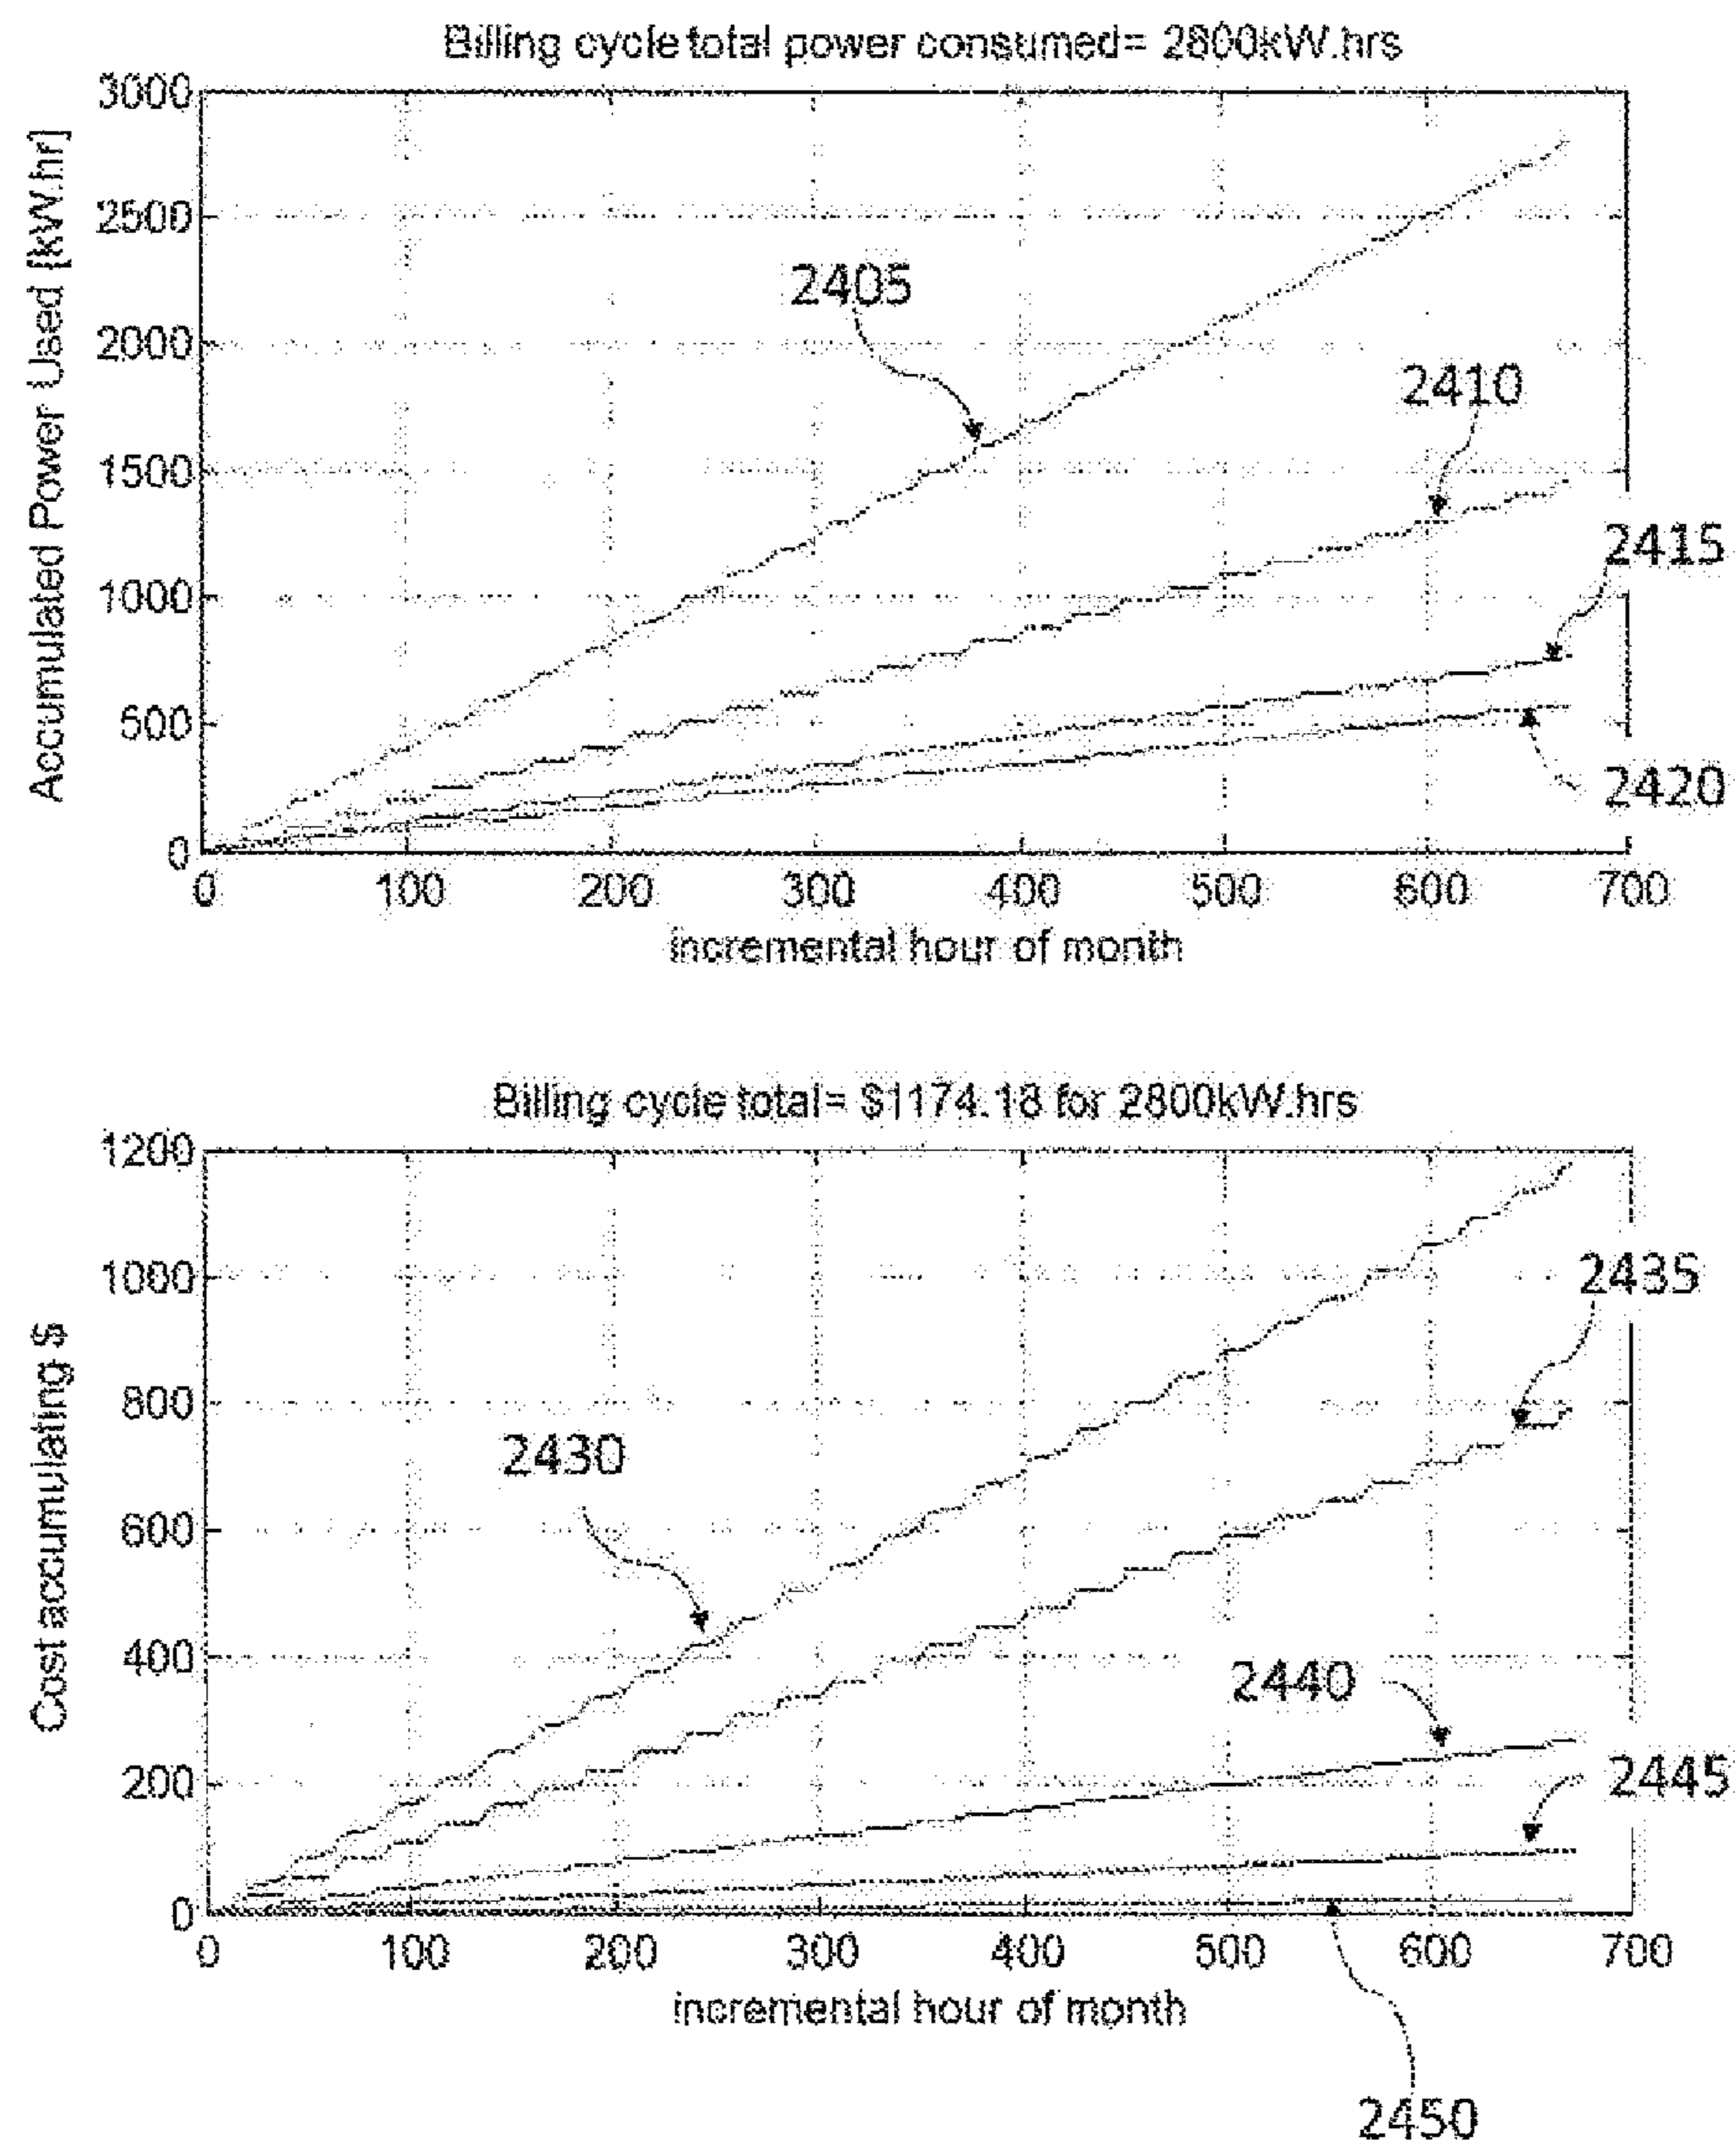 Billing cycle total power consumed= 2800kW.hrs
Accumulated Power Used [kW.hr]
3000
2500
2000
1500
1000
500
0
2405
2410
2415
2420
0 100 200 300 400 500 600 700
incremental hour of month
Billing cycle total= $1174.18 for 2800kW.hrs
Cost accumulating $
1200
1000
800
600
400
200
0
2435
2430
2440
2445
0 100 200 300 400 500 600 700
incremental hour of month
2450